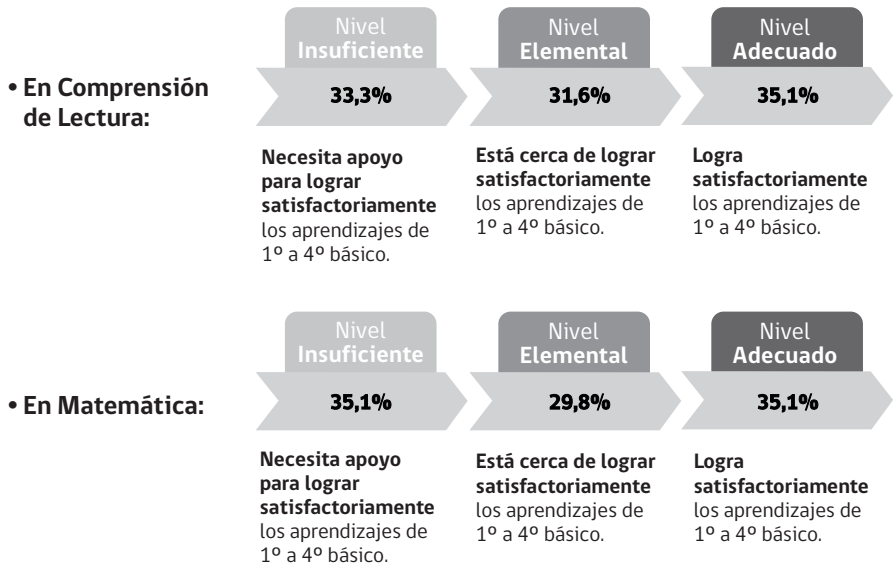 Nivel
Insuficiente
Nivel
Elemental
Nivel
Adecuado
• En Comprensión
de Lectura:
33,3%
31,6%
35,1%
Necesita apoyo
para lograr
satisfactoriamente
los aprendizajes de
1º a 4º básico.
Está cerca de lograr
satisfactoriamente
los aprendizajes de
1º a 4º básico.
Logra
satisfactoriamente
los aprendizajes de
1º a 4º básico.
Nivel
Insuficiente
Nivel
Elemental
Nivel
Adecuado
• En Matemática:
35,1%
29,8%
35,1%
Necesita apoyo
para lograr
satisfactoriamente
los aprendizajes de
1º a 4º básico.
Está cerca de lograr
satisfactoriamente
los aprendizajes de
1º a 4º básico.
Logra
satisfactoriamente
los aprendizajes de
1º a 4º básico.